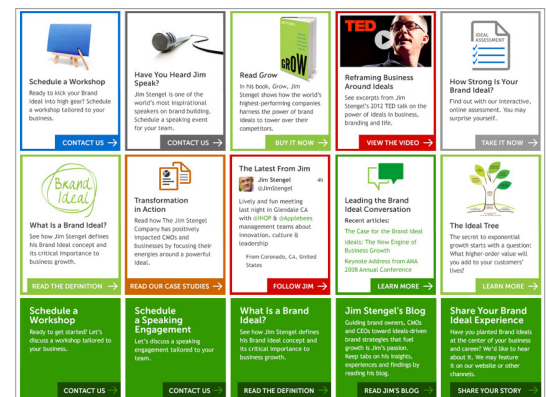 Schedule a Workshop
Ready to kick your Brand
Ideal into high gear? Schedule
a workshop tailored to your
business.
CONTACT US →
Have You Heard Jim
Speak?
Jim Stengel is one of the
world's most inspirational
speakers on brand building.
Schedule a speaking event
for your team.
CONTACT US →
GROW
Read Grow
In his book, Grow, Jim
Stengel shows how the world's
highest-performing companies
harness the power of brand
ideals to tower over their
competitors.
BUY IT NOW →
TED
Reframing Business
Around Ideals
See excerpts from Jim
Stengel's 2012 TED talk on the
power of ideals in business,
branding and life.
VIEW THE VIDEO →
IDEAL
ASSESSMENT
How Strong Is Your
Brand Ideal?
Find out with our interactive,
online assessment. You may
surprise yourself.
TAKE IT NOW →
Brand
Ideal
What Is a Brand Ideal?
See how Jim Stengel defines
his Brand Ideal concept and
its critical importance to
business growth.
READ THE DEFINITION →
Transformation
in Action
Read how The Jim Stengel
Company has positively
impacted CMOs and
businesses by focusing their
energies around a powerful
ideal.
READ OUR CASE STUDIES →
The Latest From Jim
Jim Stengel 4h
@JimStengel
Lively and fun meeting
last night in Glendale CA
with @IHOP & @Applebees
management teams about
innovation, culture &
leadership
From Coronado, CA, United
States
FOLLOW JIM →
Leading the Brand
Ideal Conversation
Recent articles:
The Case for the Brand Ideal
Ideals: The New Engine of
Business Growth
Keynote Address from ANA
2008 Annual Conference
LEARN MORE →
The Ideal Tree
The secret to exponential
growth starts with a question:
What higher-order value will
you add to your customers'
lives?
LEARN MORE →
Schedule a
Workshop
Ready to get started? Let's
discuss a workshop tailored to
your business.
CONTACT US →
Schedule
a Speaking
Engagement
Let's discuss a speaking
engagement tailored to your
team.
CONTACT US →
What Is a Brand
Ideal?
See how Jim Stengel defines
his Brand Ideal concept and
its critical importance to
business growth.
READ THE DEFINITION →
Jim Stengel's Blog
Guiding brand owners, CMOs
and CEOs toward ideals-driven
brand strategies that fuel
growth is Jim's passion.
Keep tabs on his insights,
experiences and findings by
reading his blog.
READ JIM'S BLOG →
Share Your Brand
Ideal Experience
Have you planted Brand Ideals
at the center of your business
and career? We'd like to hear
about it. We may feature
it on our website or other
channels.
SHARE YOUR STORY →